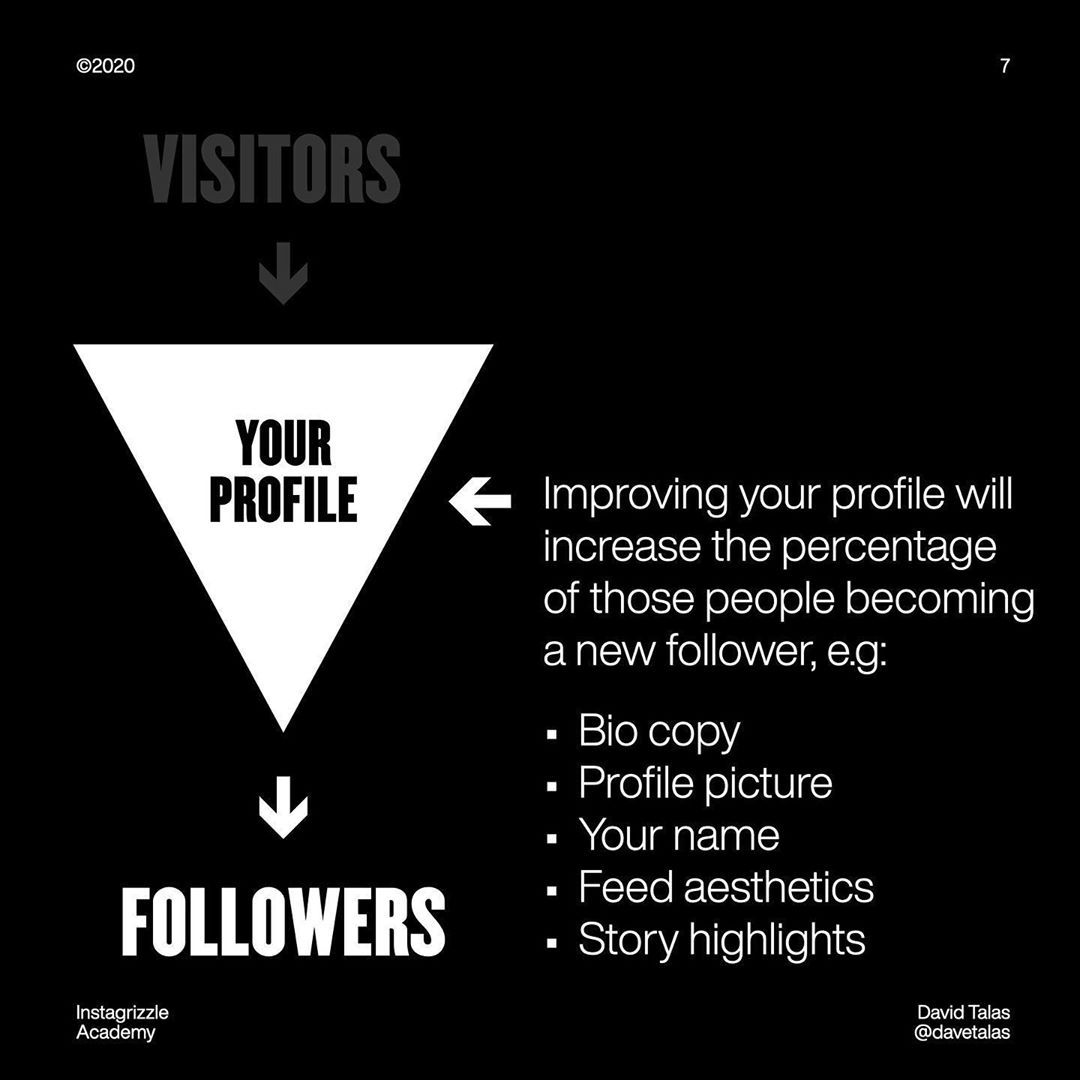 ©2020
7
VISITORS
YOUR
PROFILE
Improving your profile will
increase the percentage
of those people becoming
a new follower, e.g:
▪ Bio copy
▪ Profile picture
▪ Your name
▪ Feed aesthetics
▪ Story highlights
FOLLOWERS
Instagrizzle
Academy
David Talas
@davetalas